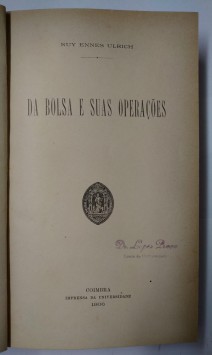 RUY ENNES ULRICH
DA BOLSA E SUAS OPERAÇÕES
COIMBRA
IMPRENSA DA UNIVERSIDADE